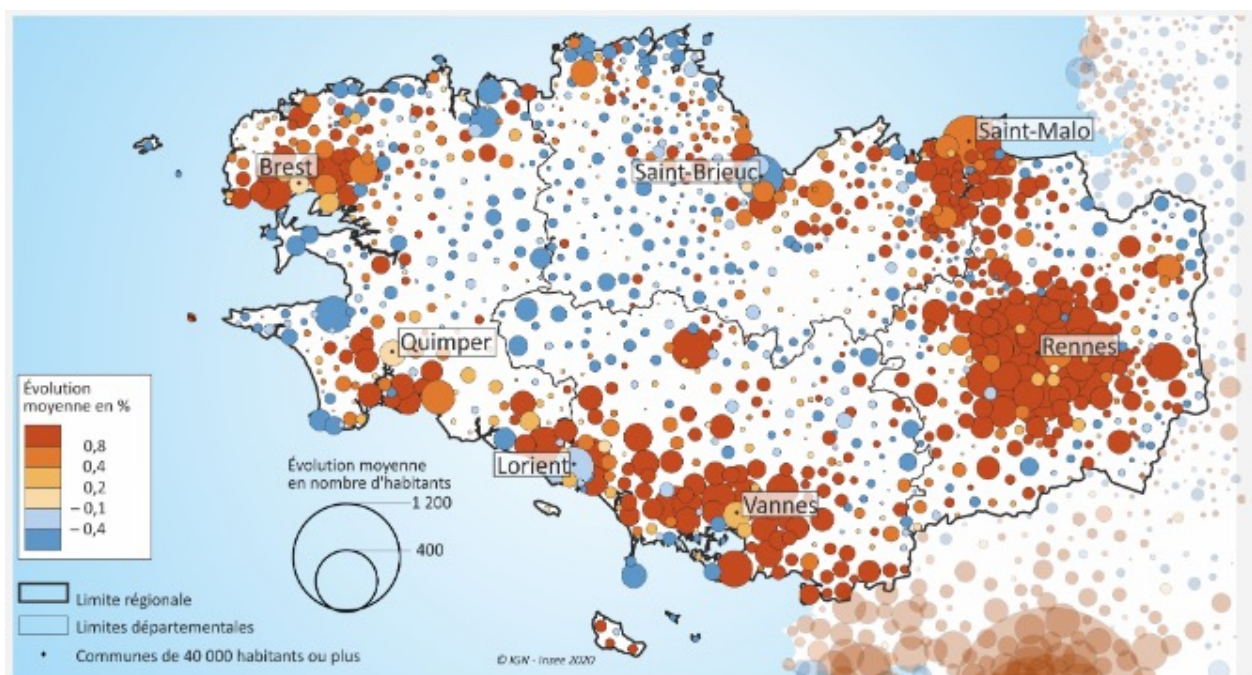 Saint-Malo
Brest
Saint-Brieuc
Quimper
Rennes
Lorient
Vannes
Évolution
moyenne en %
0,8
0,4
0,2
– 0,1
– 0,4
Évolution moyenne
en nombre d'habitants
1 200
400
Limite régionale
Limites départementales
Communes de 40 000 habitants ou plus
© IGN - Insee 2020